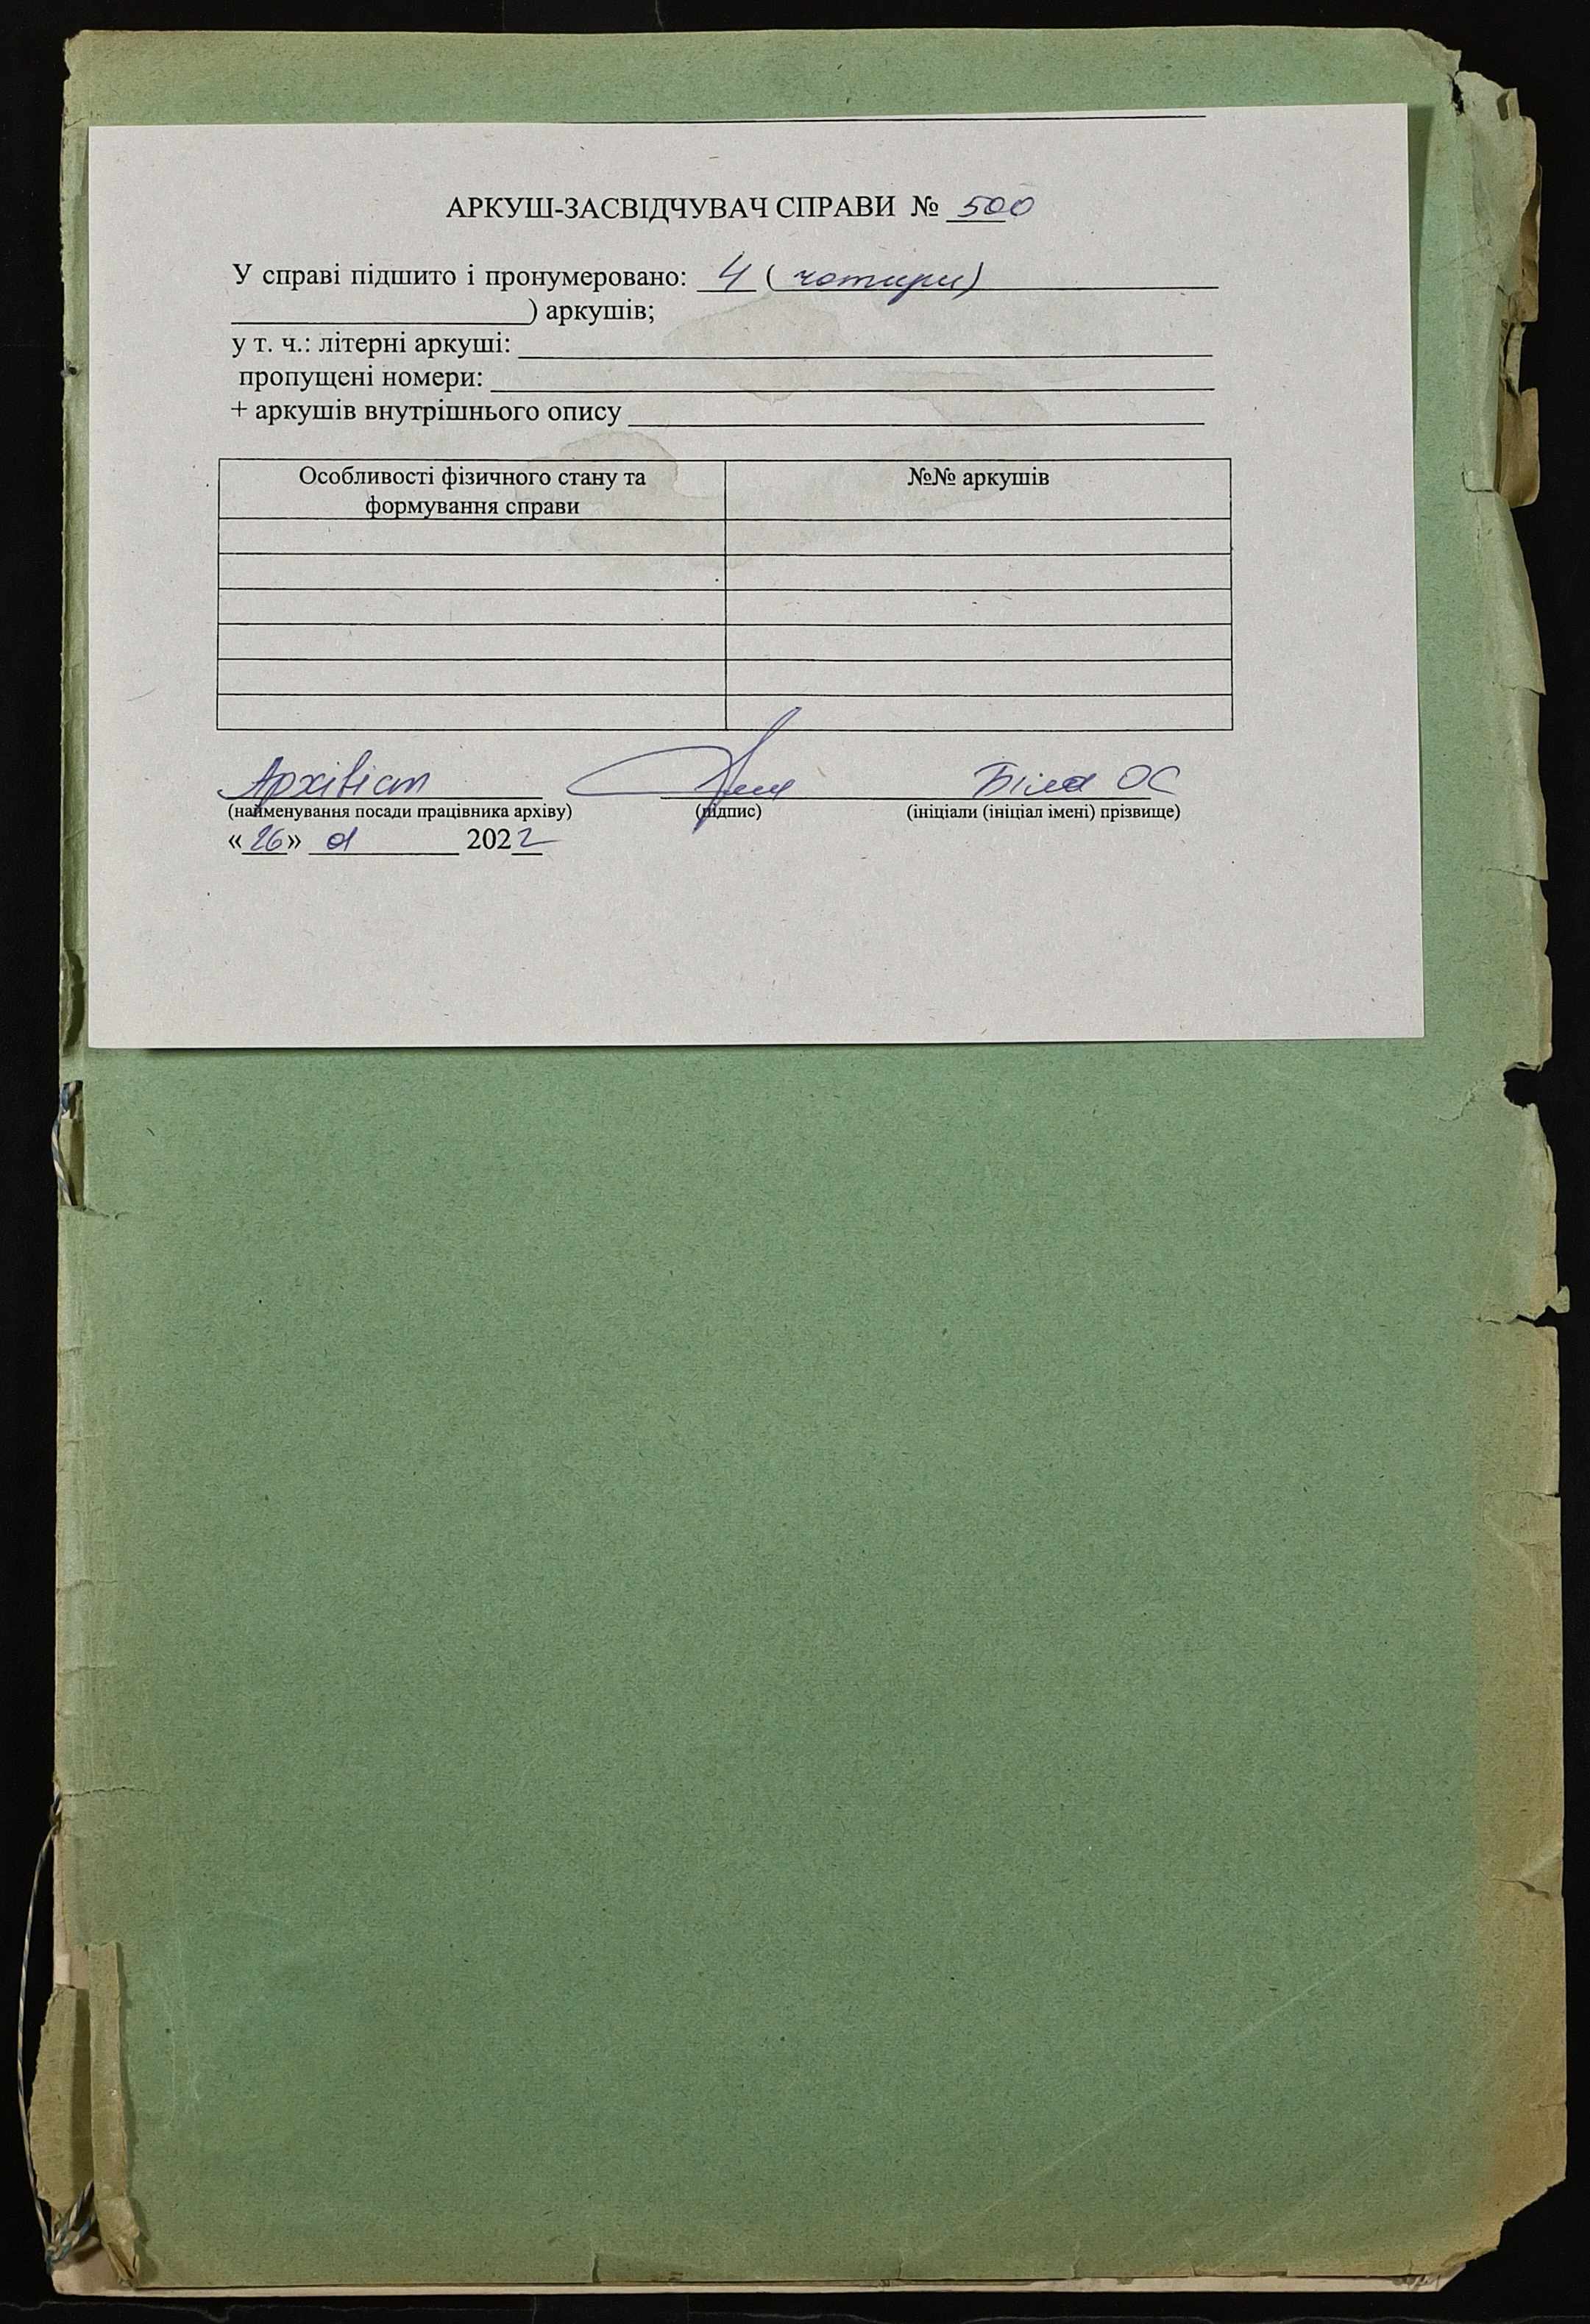 АРКУШ-ЗАСВІДЧУВАЧ СПРАВИ № 500
У справі підшито і пронумеровано: 4 ( чотири)
) аркушів;
у т. ч.: літерні аркуші:
пропущені номери:
+ аркушів внутрішнього опису
Особливості фізичного стану та формування справи №№ аркушів
Архівіст Біла ОС
(найменування посади працівника архіву) (підпис) (ініціали (ініціал імені) прізвище)
«26» 2022